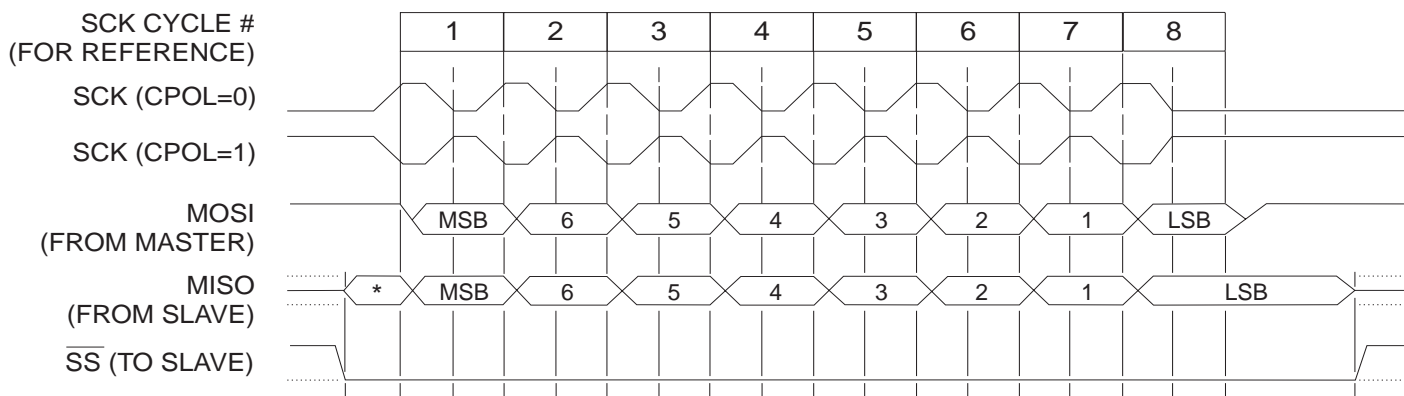 SCK CYCLE # 1 2 3 4 5 6 7 8
(FOR REFERENCE)
SCK (CPOL=0)
SCK (CPOL=1)
MOSI MSB 6 5 4 3 2 1 LSB
(FROM MASTER)
MISO * MSB 6 5 4 3 2 1 LSB
(FROM SLAVE)
SS (TO SLAVE)